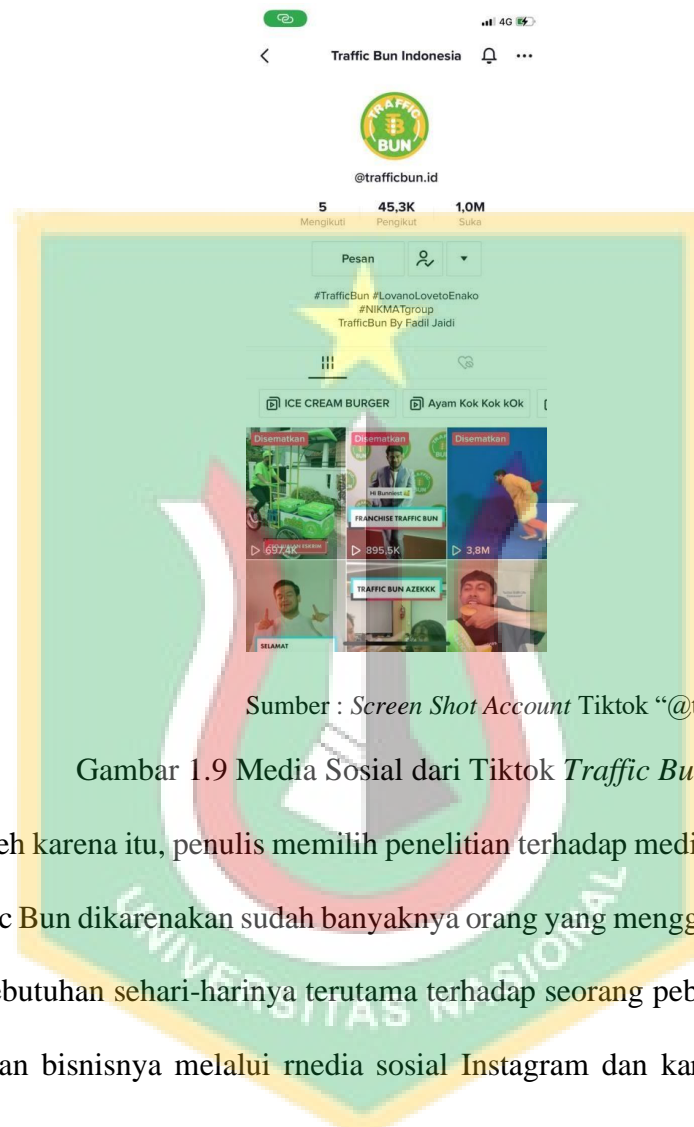 4G
Traffic Bun Indonesia
TRAFFIC
BUN
@trafficbun.id
5 45,3K 1,0M
Mengikuti Pengikut Suka
Pesan
#TrafficBun #LovanoLovetoEnako
#NIKMATgroup
TrafficBun By Fadil Jaidi
ICE CREAM BURGER Ayam Kok Kok kOk
Disematkan Disematkan Disematkan
Hi Bunniest
FRANCHISE TRAFFIC BUN
697,4K 895,5K 3,8M
TRAFFIC BUN AZEKKK
SELAMAT
Sumber : Screen Shot Account Tiktok “@t
Gambar 1.9 Media Sosial dari Tiktok Traffic Bu
eh karena itu, penulis memilih penelitian terhadap medi
ic Bun dikarenakan sudah banyaknya orang yang mengg
ebutuhan sehari-harinya terutama terhadap seorang peb
an bisnisnya melalui rnedia sosial Instagram dan kar
UNIVERSITAS NASIONAL